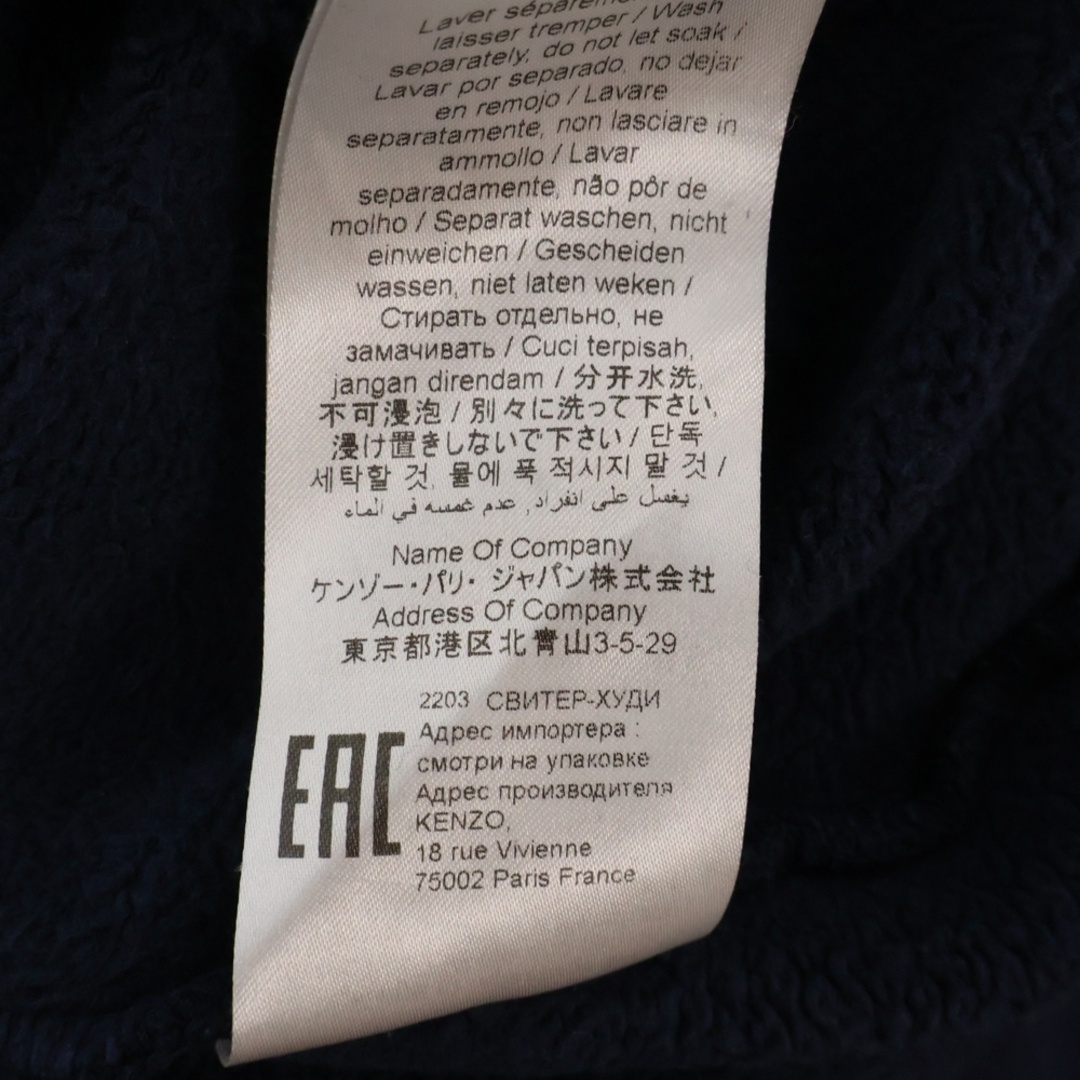 Laver séparément
laisser tremper / Wash
separately, do not let soak /
Lavar por separado, no dejar
en remojo / Lavare
separatamente, non lasciare in
ammollo / Lavar
separadamente, não pôr de
molho / Separat waschen, nicht
einweichen / Gescheiden
wassen, niet laten weken /
Стирать отдельно, не
замачивать / Cuci terpisah,
jangan direndam / 分开水洗,
不可浸泡 / 別々に洗って下さい,
浸け置きしないで下さい / 단독
세탁할 것, 물에 푹 적시지 말 것 /
يغسل على انفراد, عدم غمسه في الماء
Name Of Company
ケンゾー・パリ・ジャパン株式会社
Address Of Company
東京都港区北青山3-5-29
2203 СВИТЕР-ХУДИ
Адрес импортера :
смотри на упаковке
Адрес производителя
KENZO,
18 rue Vivienne
75002 Paris France
EAC